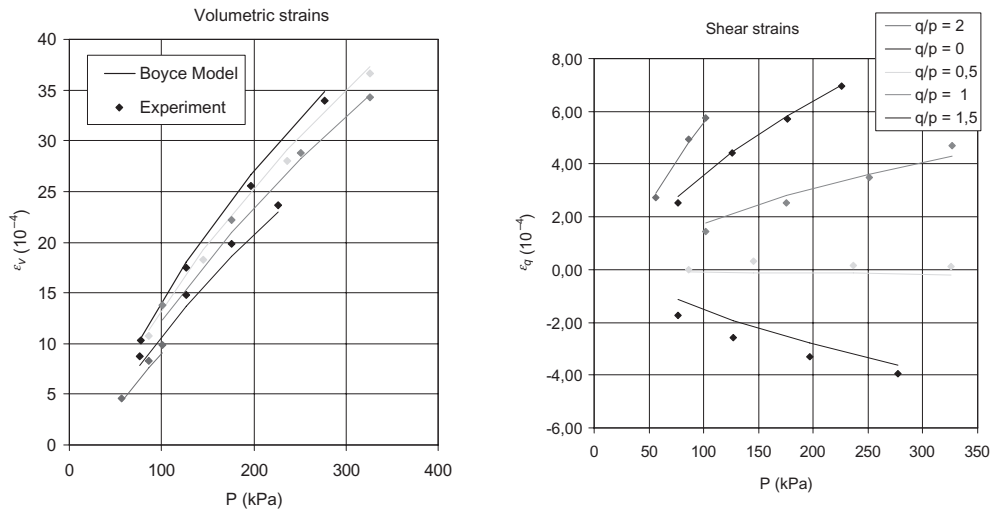 Volumetric strains
40
35
30
25
20
15
10
5
0
εv (10−4)
Boyce Model
Experiment
0 100 200 300 400
P (kPa)
Shear strains
q/p = 2
q/p = 0
q/p = 0,5
q/p = 1
q/p = 1,5
8,00
6,00
4,00
2,00
0,00
-2,00
-4,00
-6,00
εq (10−4)
0 50 100 150 200 250 300 350
P (kPa)